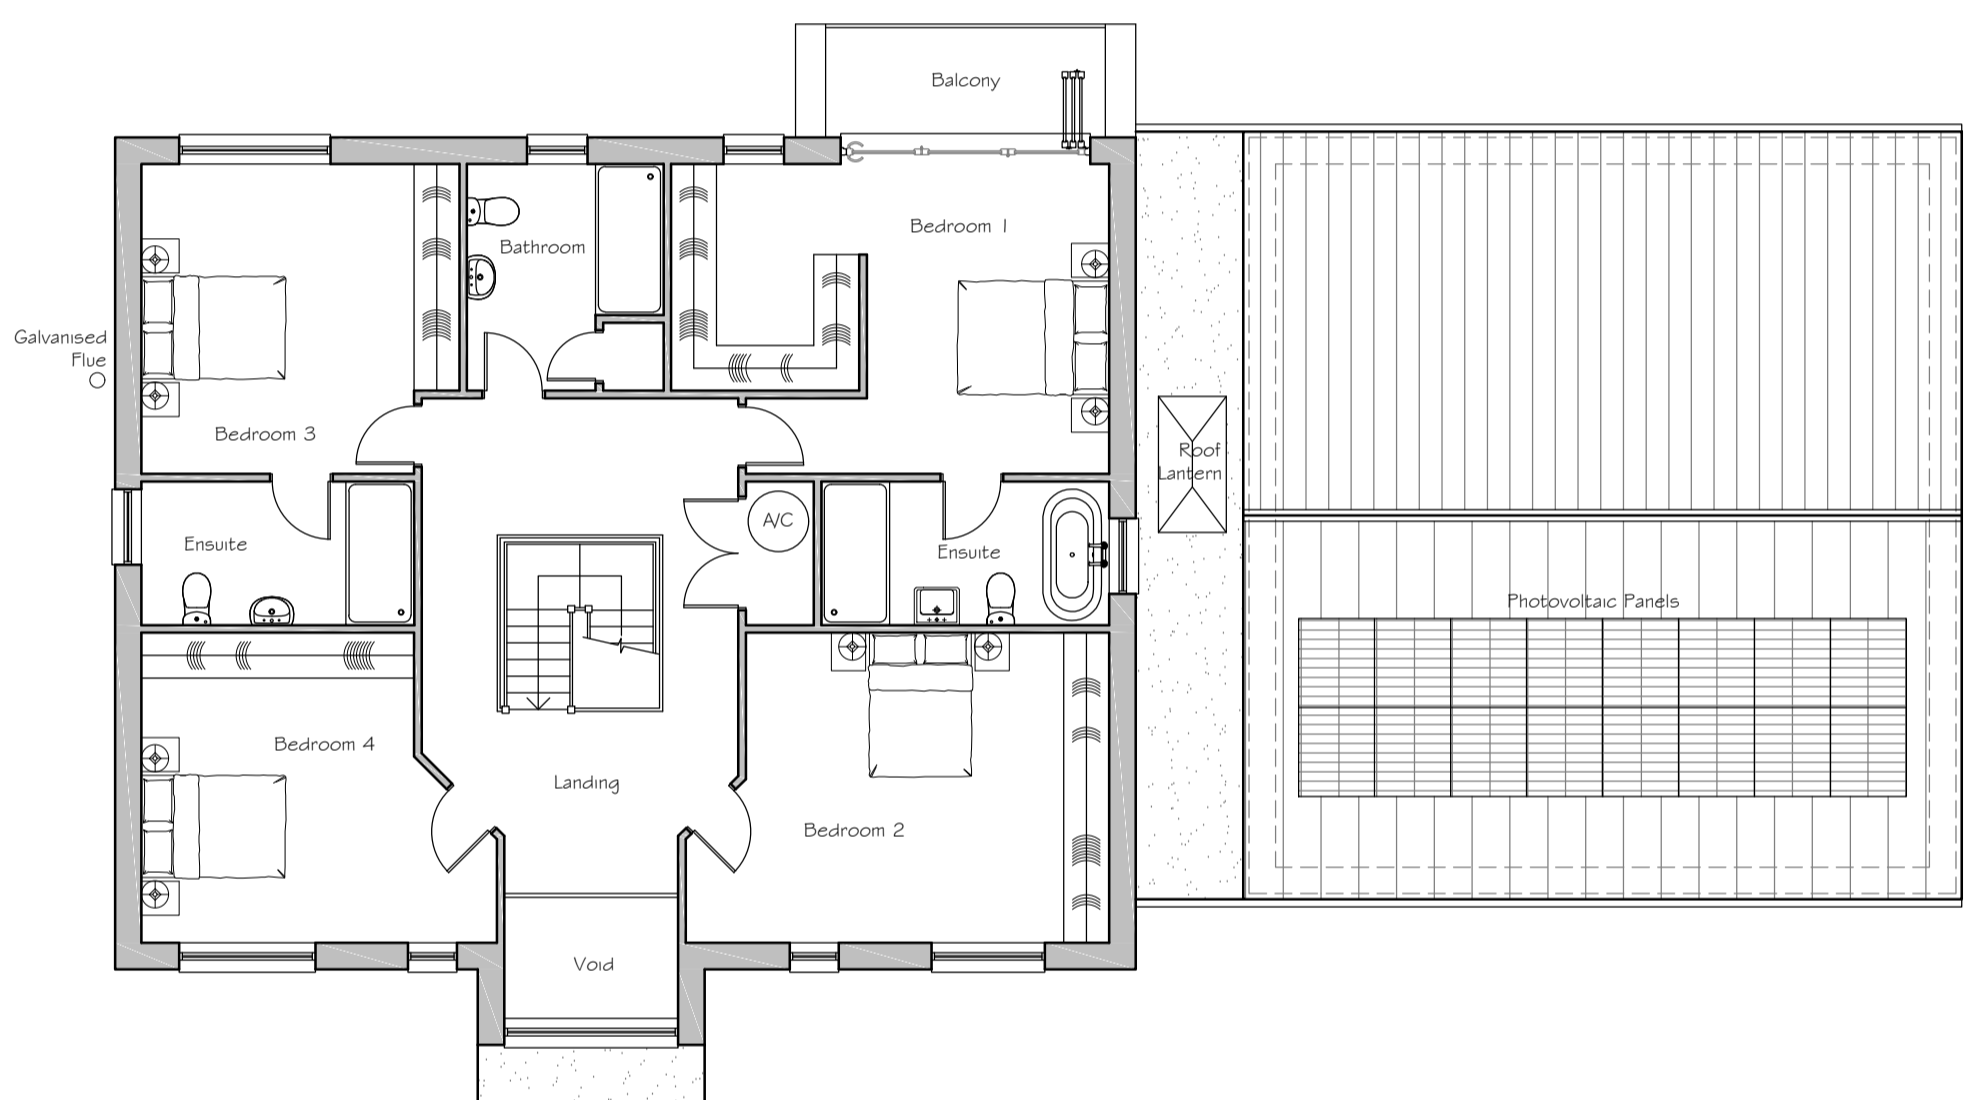 Balcony
Bedroom 1
Bathroom
Galvanised
Flue
Bedroom 3
Roof
Lantern
A/C
Ensuite
Ensuite
Photovoltaic Panels
Bedroom 4
Landing
Bedroom 2
Void